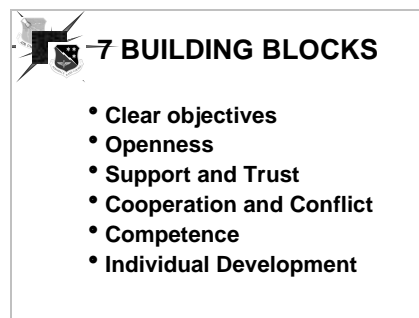 7 BUILDING BLOCKS
• Clear objectives
• Openness
• Support and Trust
• Cooperation and Conflict
• Competence
• Individual Development